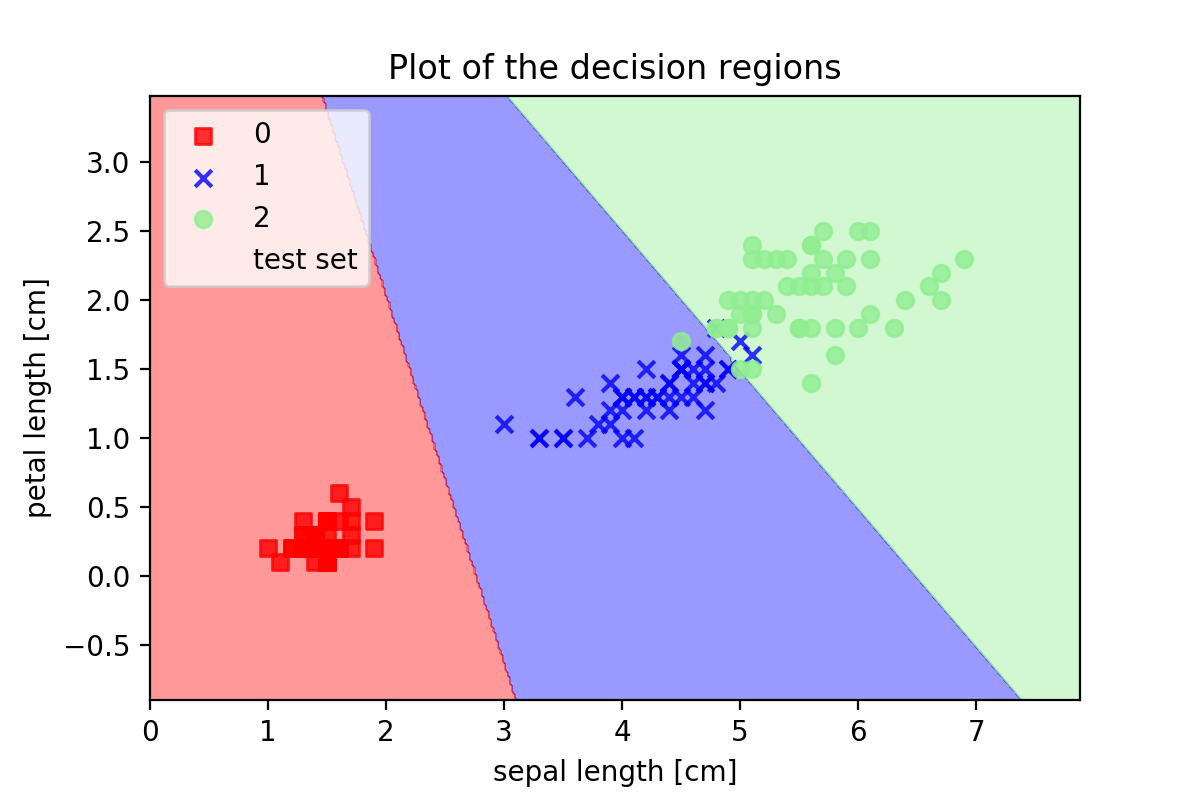 Plot of the decision regions
0
1
2
test set
3.0
2.5
2.0
1.5
1.0
0.5
0.0
−0.5
petal length [cm]
0 1 2 3 4 5 6 7
sepal length [cm]